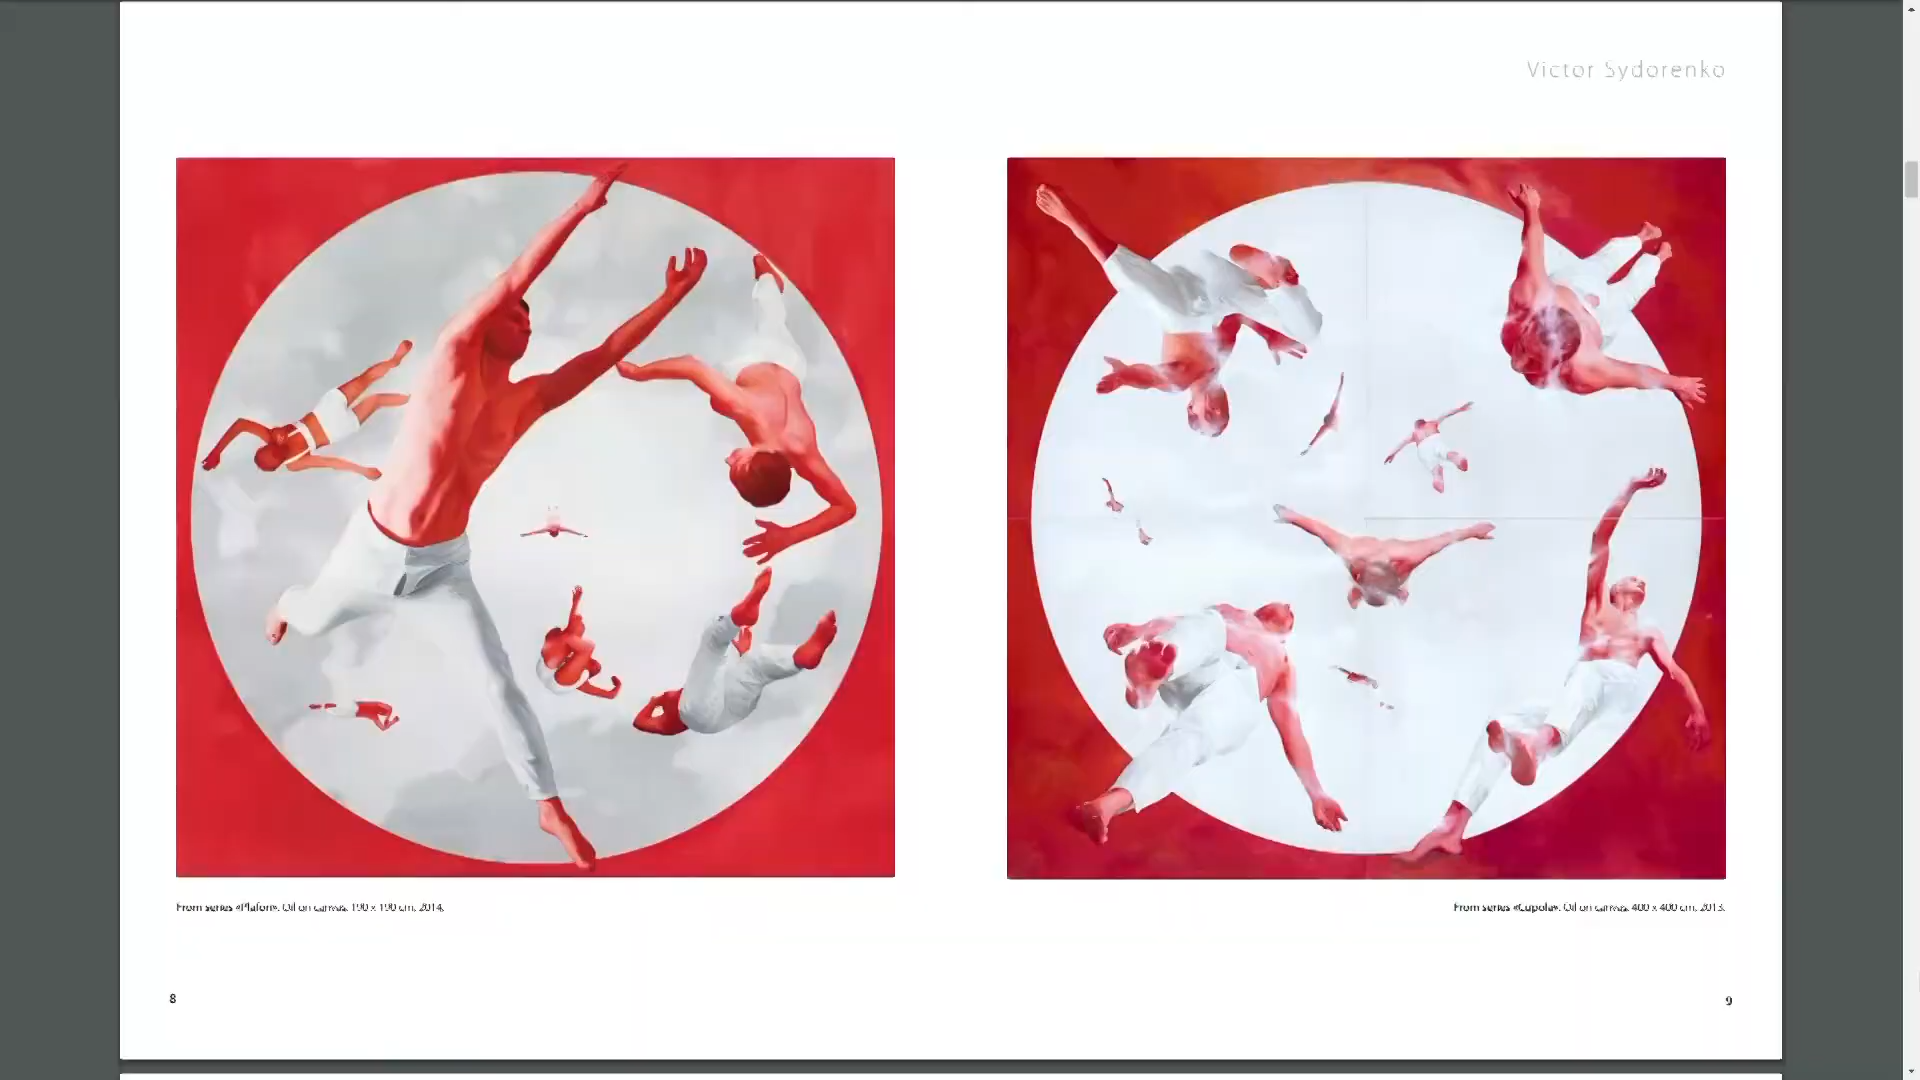 Victor Sydorenko
From series «Plafon». Oil on canvas. 190 x 190 cm, 2014.
From series «Cupola». Oil on canvas. 400 x 400 cm, 2013.
8
9